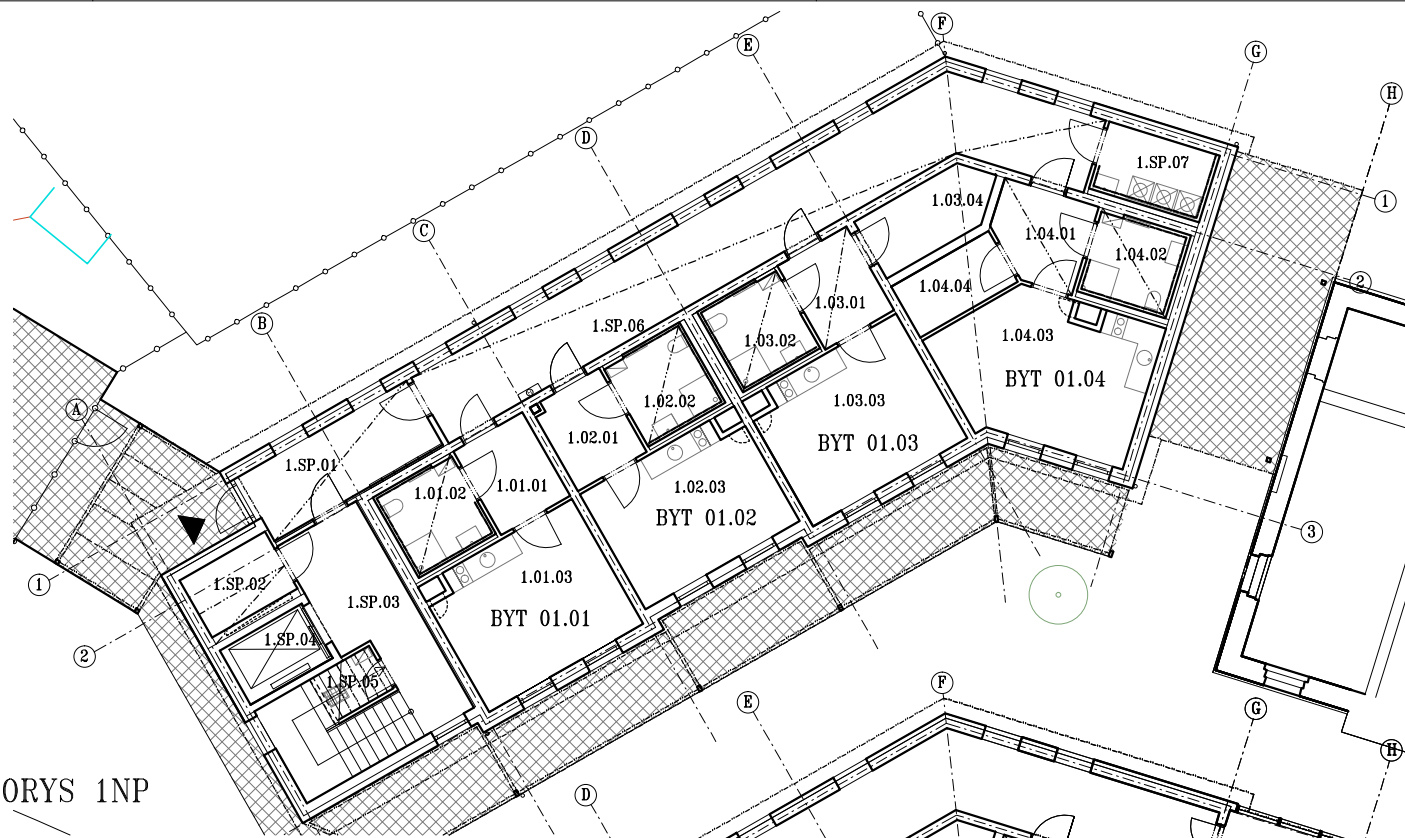 F
E
G
H
D
1.SP.07
1
1.03.04
C
1.04.01
1.04.02
2
1.04.04
1.03.01
B
1.SP.06
1.03.02
1.04.03
BYT 01.04
A
1.02.02
1.03.03
1.02.01
BYT 01.03
1.SP.01
1.01.02
1.01.01
1.02.03
BYT 01.02
3
1
1.SP.02
1.01.03
1.SP.03
BYT 01.01
1.SP.04
2
1.SP.05
F
E
G
H
ORYS 1NP
D